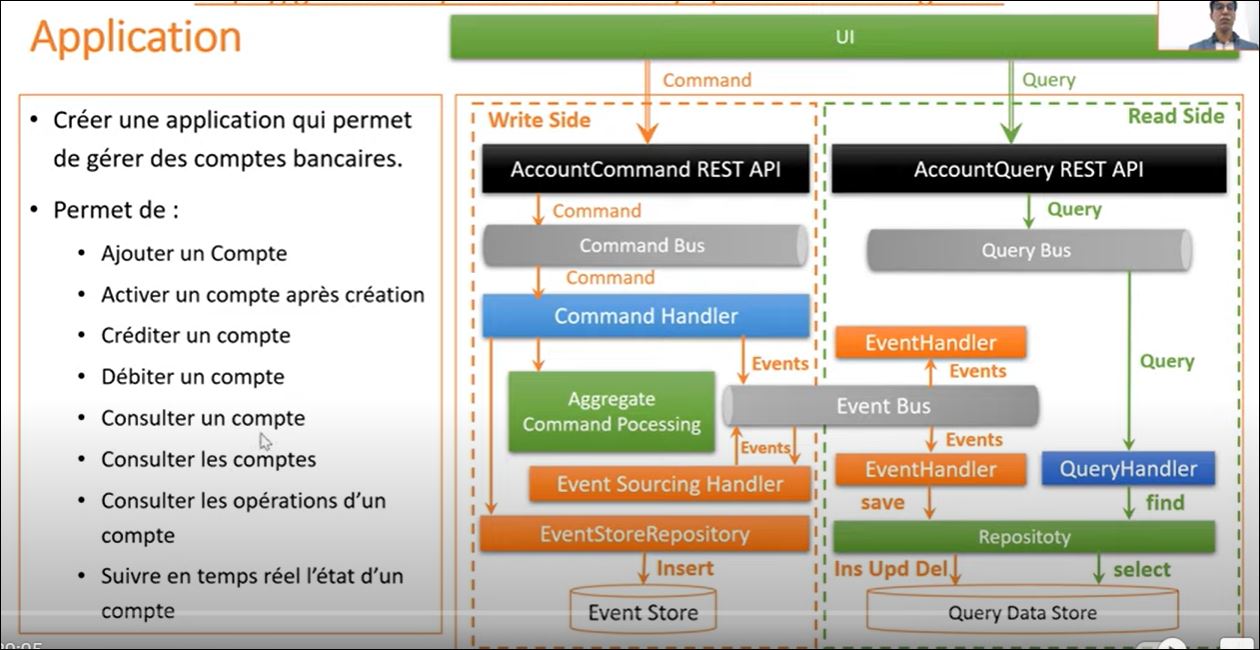 Application
Créer une application qui permet
de gérer des comptes bancaires.
Permet de :
Ajouter un Compte
Activer un compte après création
Créditer un compte
Débiter un compte
Consulter un compte
Consulter les comptes
Consulter les opérations d’un
compte
Suivre en temps réel l’état d’un
compte
UI
Command
Query
Write Side
Read Side
AccountCommand REST API
AccountQuery REST API
Command
Query
Command Bus
Query Bus
Command
Command Handler
EventHandler
Events
Events
Query
Aggregate
Command Pocessing
Event Bus
Events
Events
Event Sourcing Handler
EventHandler
QueryHandler
save
find
EventStoreRepository
Repositoty
Insert
Ins Upd Del
select
Event Store
Query Data Store